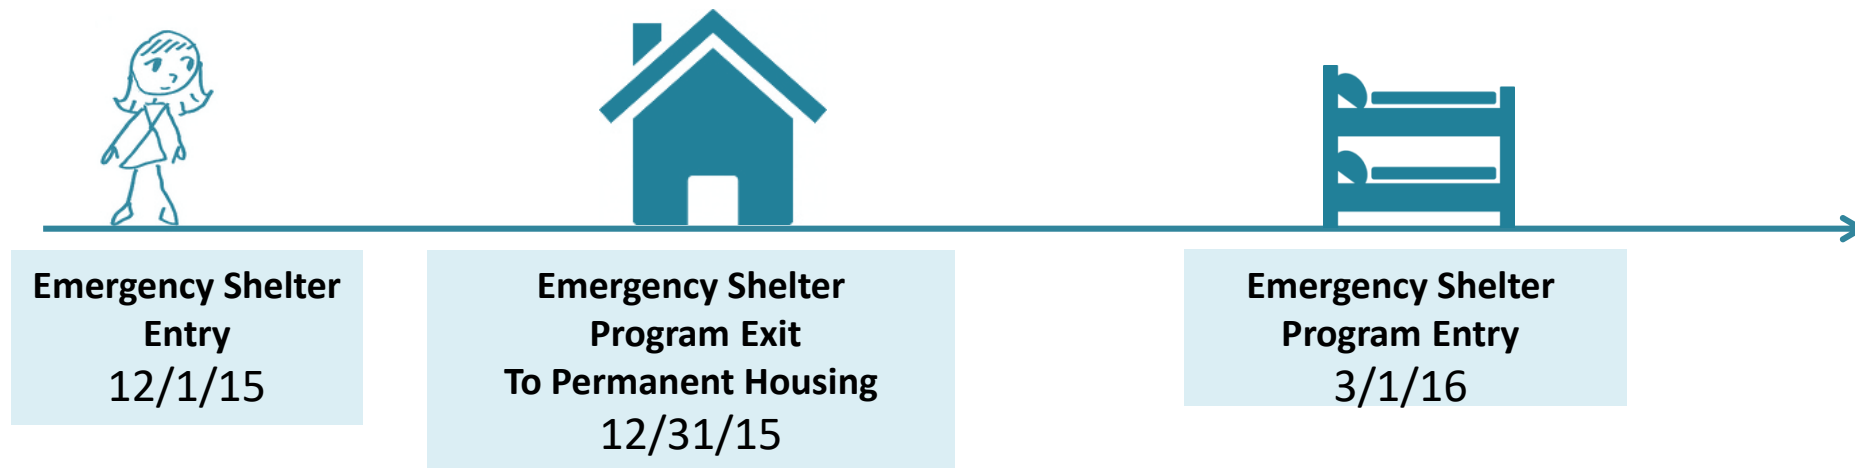 Emergency Shelter
Entry
12/1/15
Emergency Shelter
Program Exit
To Permanent Housing
12/31/15
Emergency Shelter
Program Entry
3/1/16